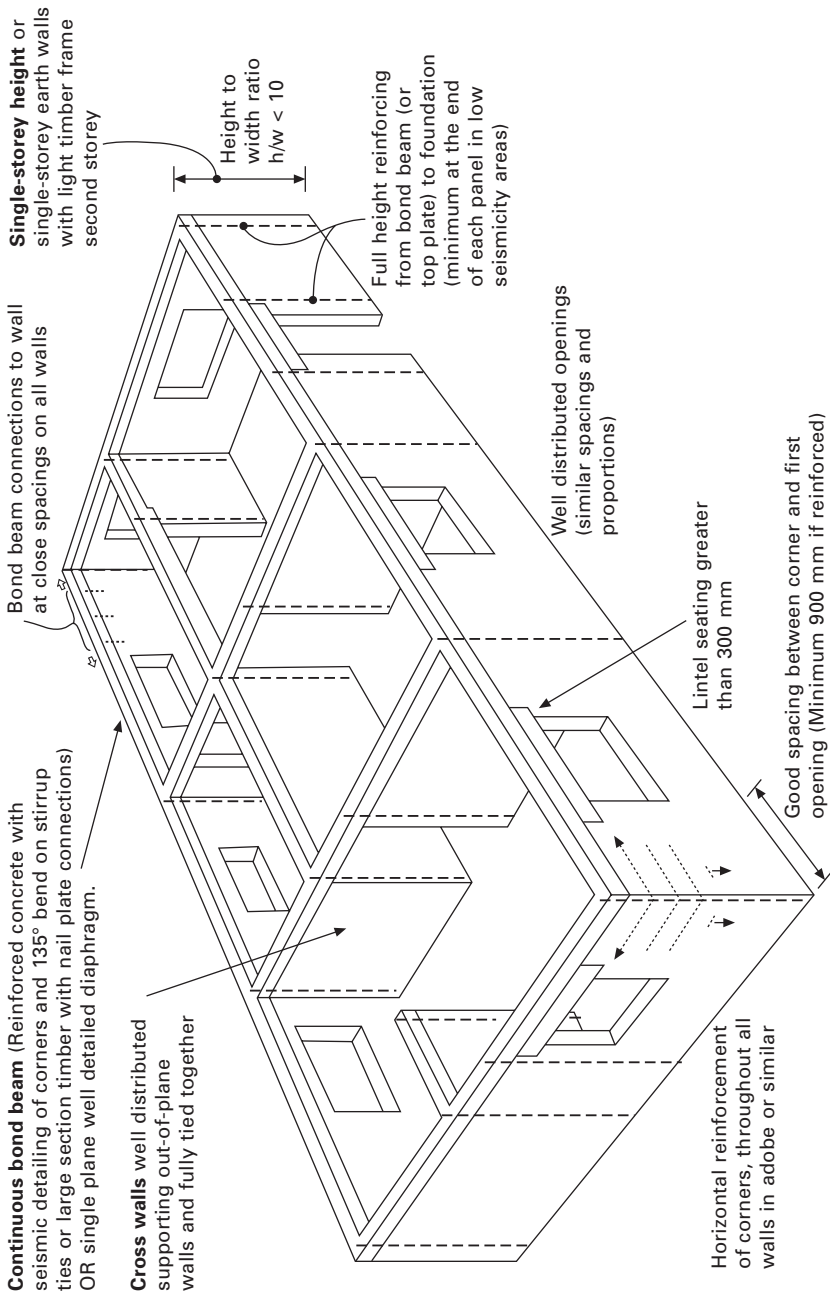 Continuous bond beam (Reinforced concrete with
seismic detailing of corners and 135° bend on stirrup
ties or large section timber with nail plate connections)
OR single plane well detailed diaphragm.
Cross walls well distributed
supporting out-of-plane
walls and fully tied together
Bond beam connections to wall
at close spacings on all walls
Single-storey height or
single-storey earth walls
with light timber frame
second storey
Height to
width ratio
h/w < 10
Full height reinforcing
from bond beam (or
top plate) to foundation
(minimum at the end
of each panel in low
seismicity areas)
Well distributed openings
(similar spacings and
proportions)
Lintel seating greater
than 300 mm
Good spacing between corner and first
opening (Minimum 900 mm if reinforced)
Horizontal reinforcement
of corners, throughout all
walls in adobe or similar